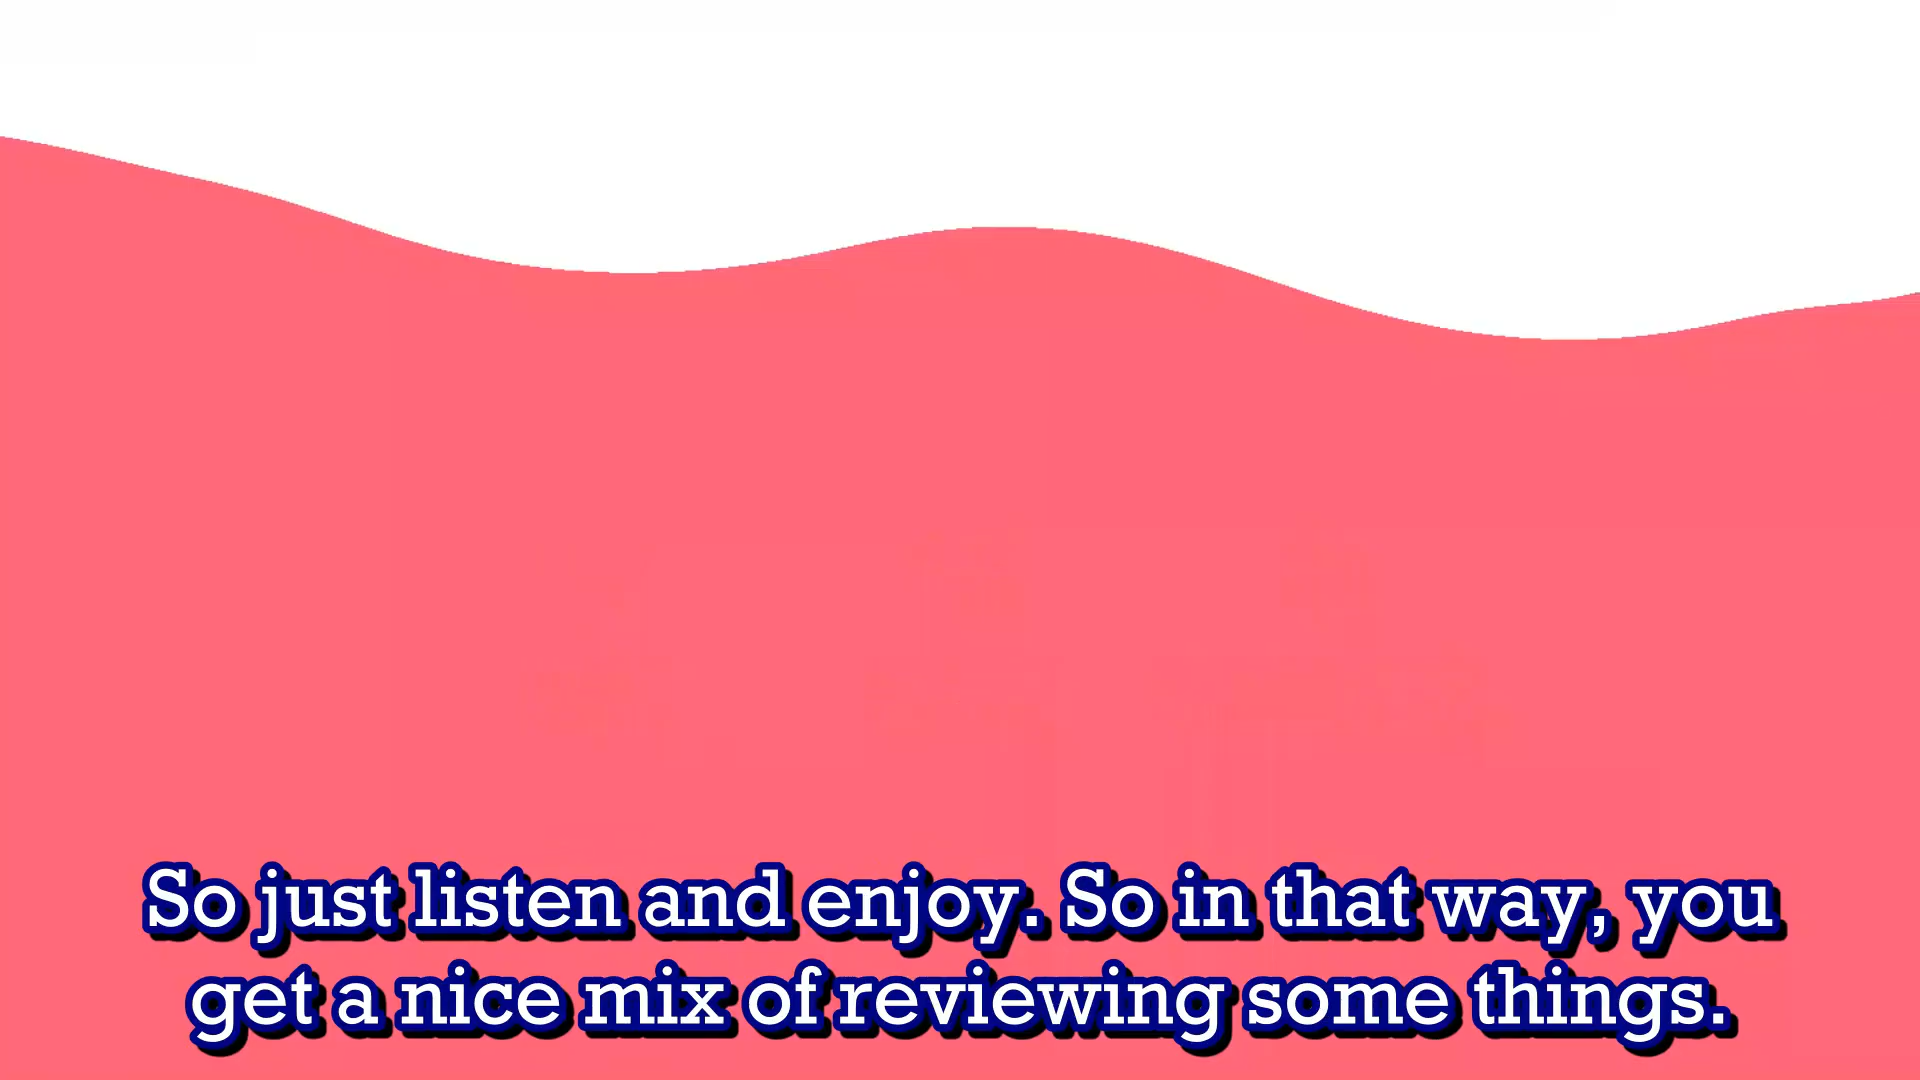 So just listen and enjoy. So in that way, you
get a nice mix of reviewing some things.